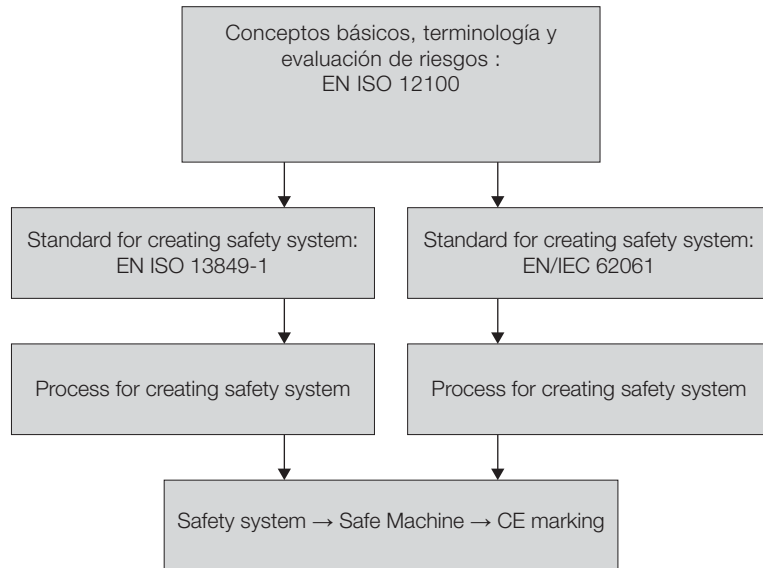 Conceptos básicos, terminología y
evaluación de riesgos :
EN ISO 12100
Standard for creating safety system:
EN ISO 13849-1
Standard for creating safety system:
EN/IEC 62061
Process for creating safety system
Process for creating safety system
Safety system → Safe Machine → CE marking